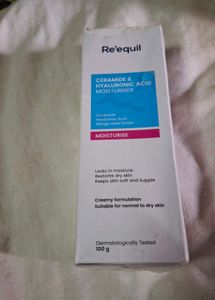 Re'equil
CERAMIDE &
HYALURONIC ACID
MOISTURISER
Ceramide
Hyaluronic Acid
Mango Seed Butter
MOISTURISE
Locks in moisture
Restores dry skin
Keeps skin soft and supple
Creamy formulation
Suitable for normal to dry skin
Dermatologically Tested
100 g